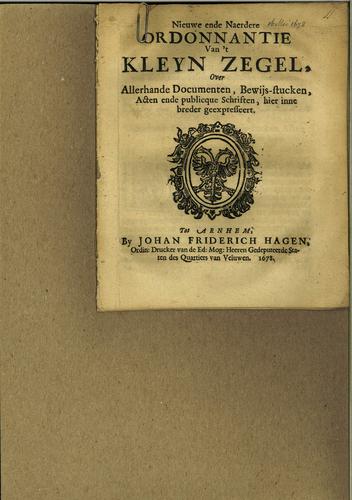 Nieuwe ende Naerdere
ORDONNANTIE
Van 't
KLEYN ZEGEL,
Over
Allerhande Documenten, Bewijs-stucken,
Acten ende publicque Schriften, hier inne
breder geexpresseert.
Tot ARNHEM,
By JOHAN FRIDERICH HAGEN,
Ordin: Drucker van de Ed: Mog: Heeren Gedeputeerde Sta-
ten des Quartiers van Veluwen. 1678.